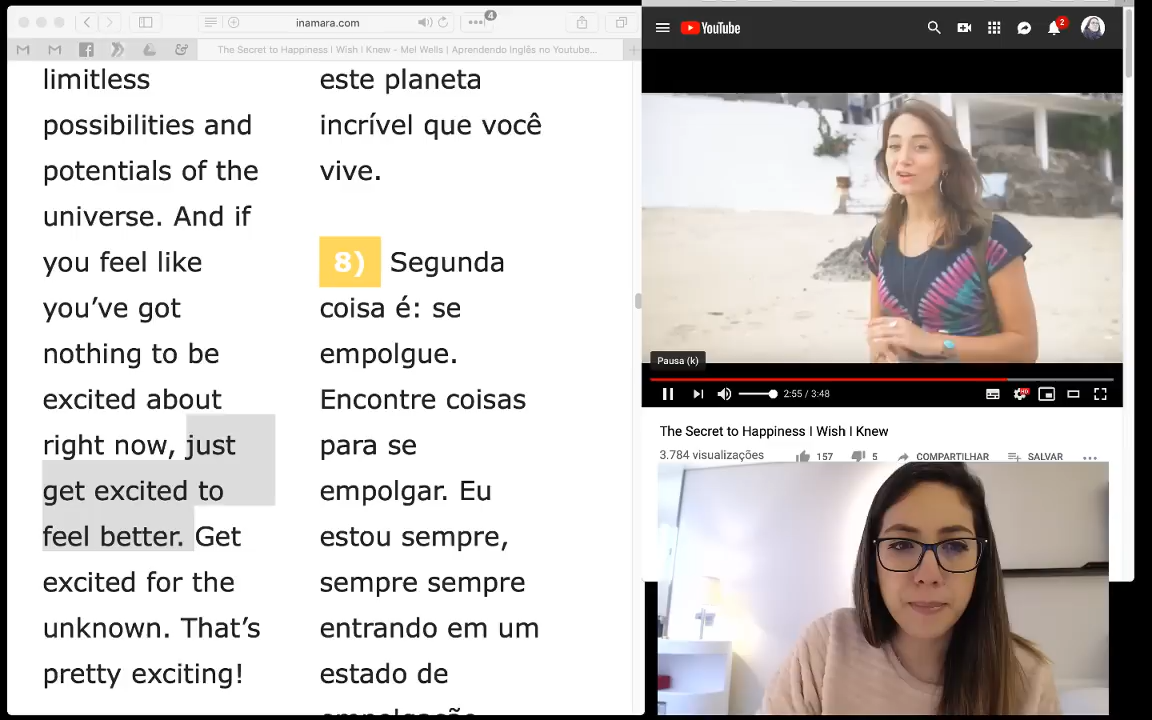 inamara.com
4
The Secret to Happiness I Wish I Knew - Mel Wells | Aprendendo Inglês no Youtube...
limitless
possibilities and
potentials of the
universe. And if
you feel like
you’ve got
nothing to be
excited about
right now, just
get excited to
feel better. Get
excited for the
unknown. That’s
pretty exciting!
este planeta
incrível que você
vive.
8) Segunda
coisa é: se
empolgue.
Encontre coisas
para se
empolgar. Eu
estou sempre,
sempre sempre
entrando em um
estado de
empolgação
YouTube
2
Pausa (k)
2:55 / 3:48
HD
The Secret to Happiness I Wish I Knew
3.784 visualizações
157
5
COMPARTILHAR
SALVAR